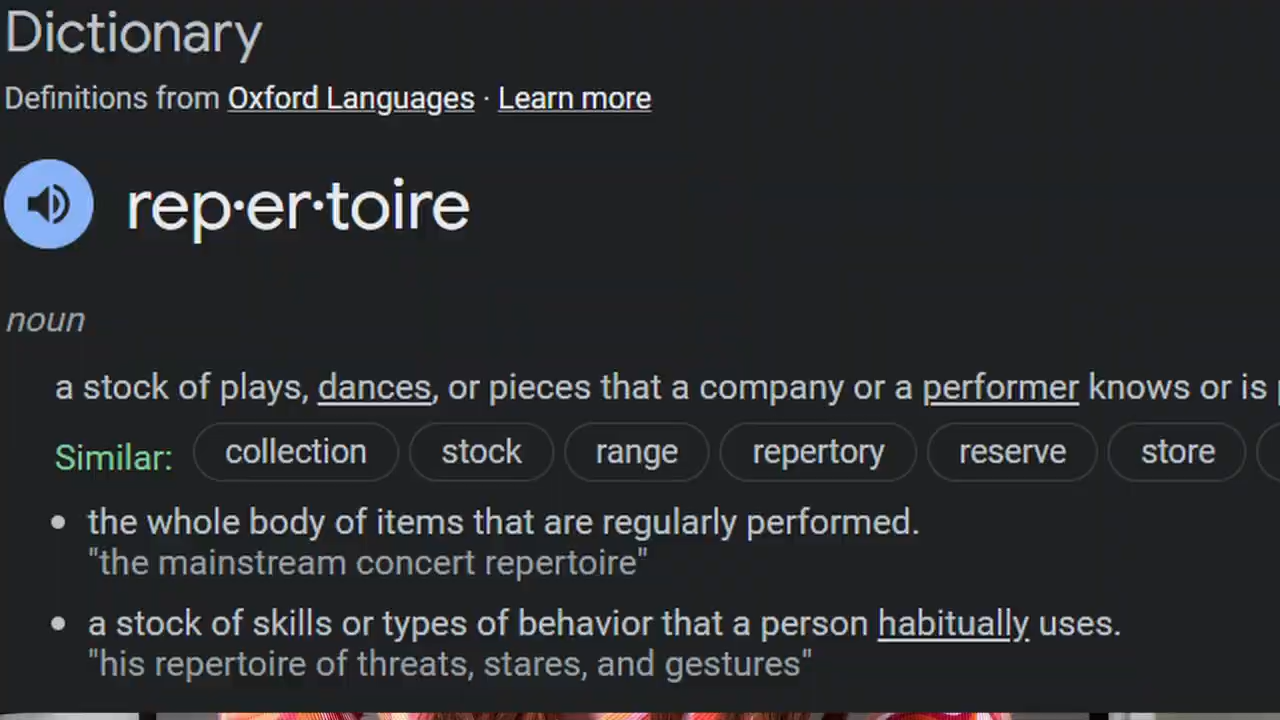 Dictionary
Definitions from Oxford Languages · Learn more
rep·er·toire
noun
a stock of plays, dances, or pieces that a company or a performer knows or is
Similar: collection stock range repertory reserve store
• the whole body of items that are regularly performed.
"the mainstream concert repertoire"
• a stock of skills or types of behavior that a person habitually uses.
"his repertoire of threats, stares, and gestures"